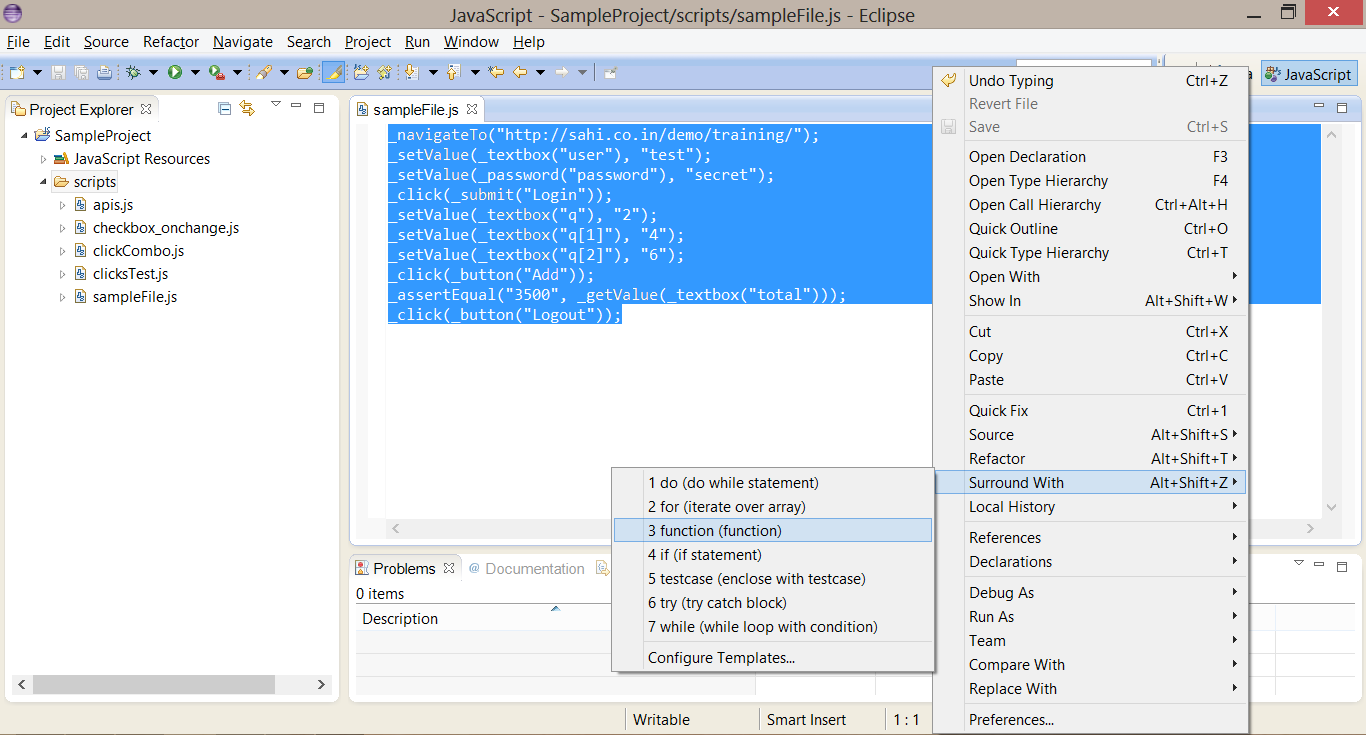 JavaScript - SampleProject/scripts/sampleFile.js - Eclipse
File Edit Source Refactor Navigate Search Project Run Window Help
JavaScript
Project Explorer
SampleProject
JavaScript Resources
scripts
apis.js
checkbox_onchange.js
clickCombo.js
clicksTest.js
sampleFile.js
sampleFile.js
_navigateTo("http://sahi.co.in/demo/training/");
_setValue(_textbox("user"), "test");
_setValue(_password("password"), "secret");
_click(_submit("Login"));
_setValue(_textbox("q"), "2");
_setValue(_textbox("q[1]"), "4");
_setValue(_textbox("q[2]"), "6");
_click(_button("Add"));
_assertEqual("3500", _getValue(_textbox("total")));
_click(_button("Logout"));
Undo Typing Ctrl+Z
Revert File
Save Ctrl+S
Open Declaration F3
Open Type Hierarchy F4
Open Call Hierarchy Ctrl+Alt+H
Quick Outline Ctrl+O
Quick Type Hierarchy Ctrl+T
Open With
Show In Alt+Shift+W
Cut Ctrl+X
Copy Ctrl+C
Paste Ctrl+V
Quick Fix Ctrl+1
Source Alt+Shift+S
Refactor Alt+Shift+T
Surround With Alt+Shift+Z
Local History
References
Declarations
Debug As
Run As
Team
Compare With
Replace With
Preferences...
1 do (do while statement)
2 for (iterate over array)
3 function (function)
4 if (if statement)
5 testcase (enclose with testcase)
6 try (try catch block)
7 while (while loop with condition)
Configure Templates...
Problems @ Documentation
0 items
Description
Writable Smart Insert 1 : 1